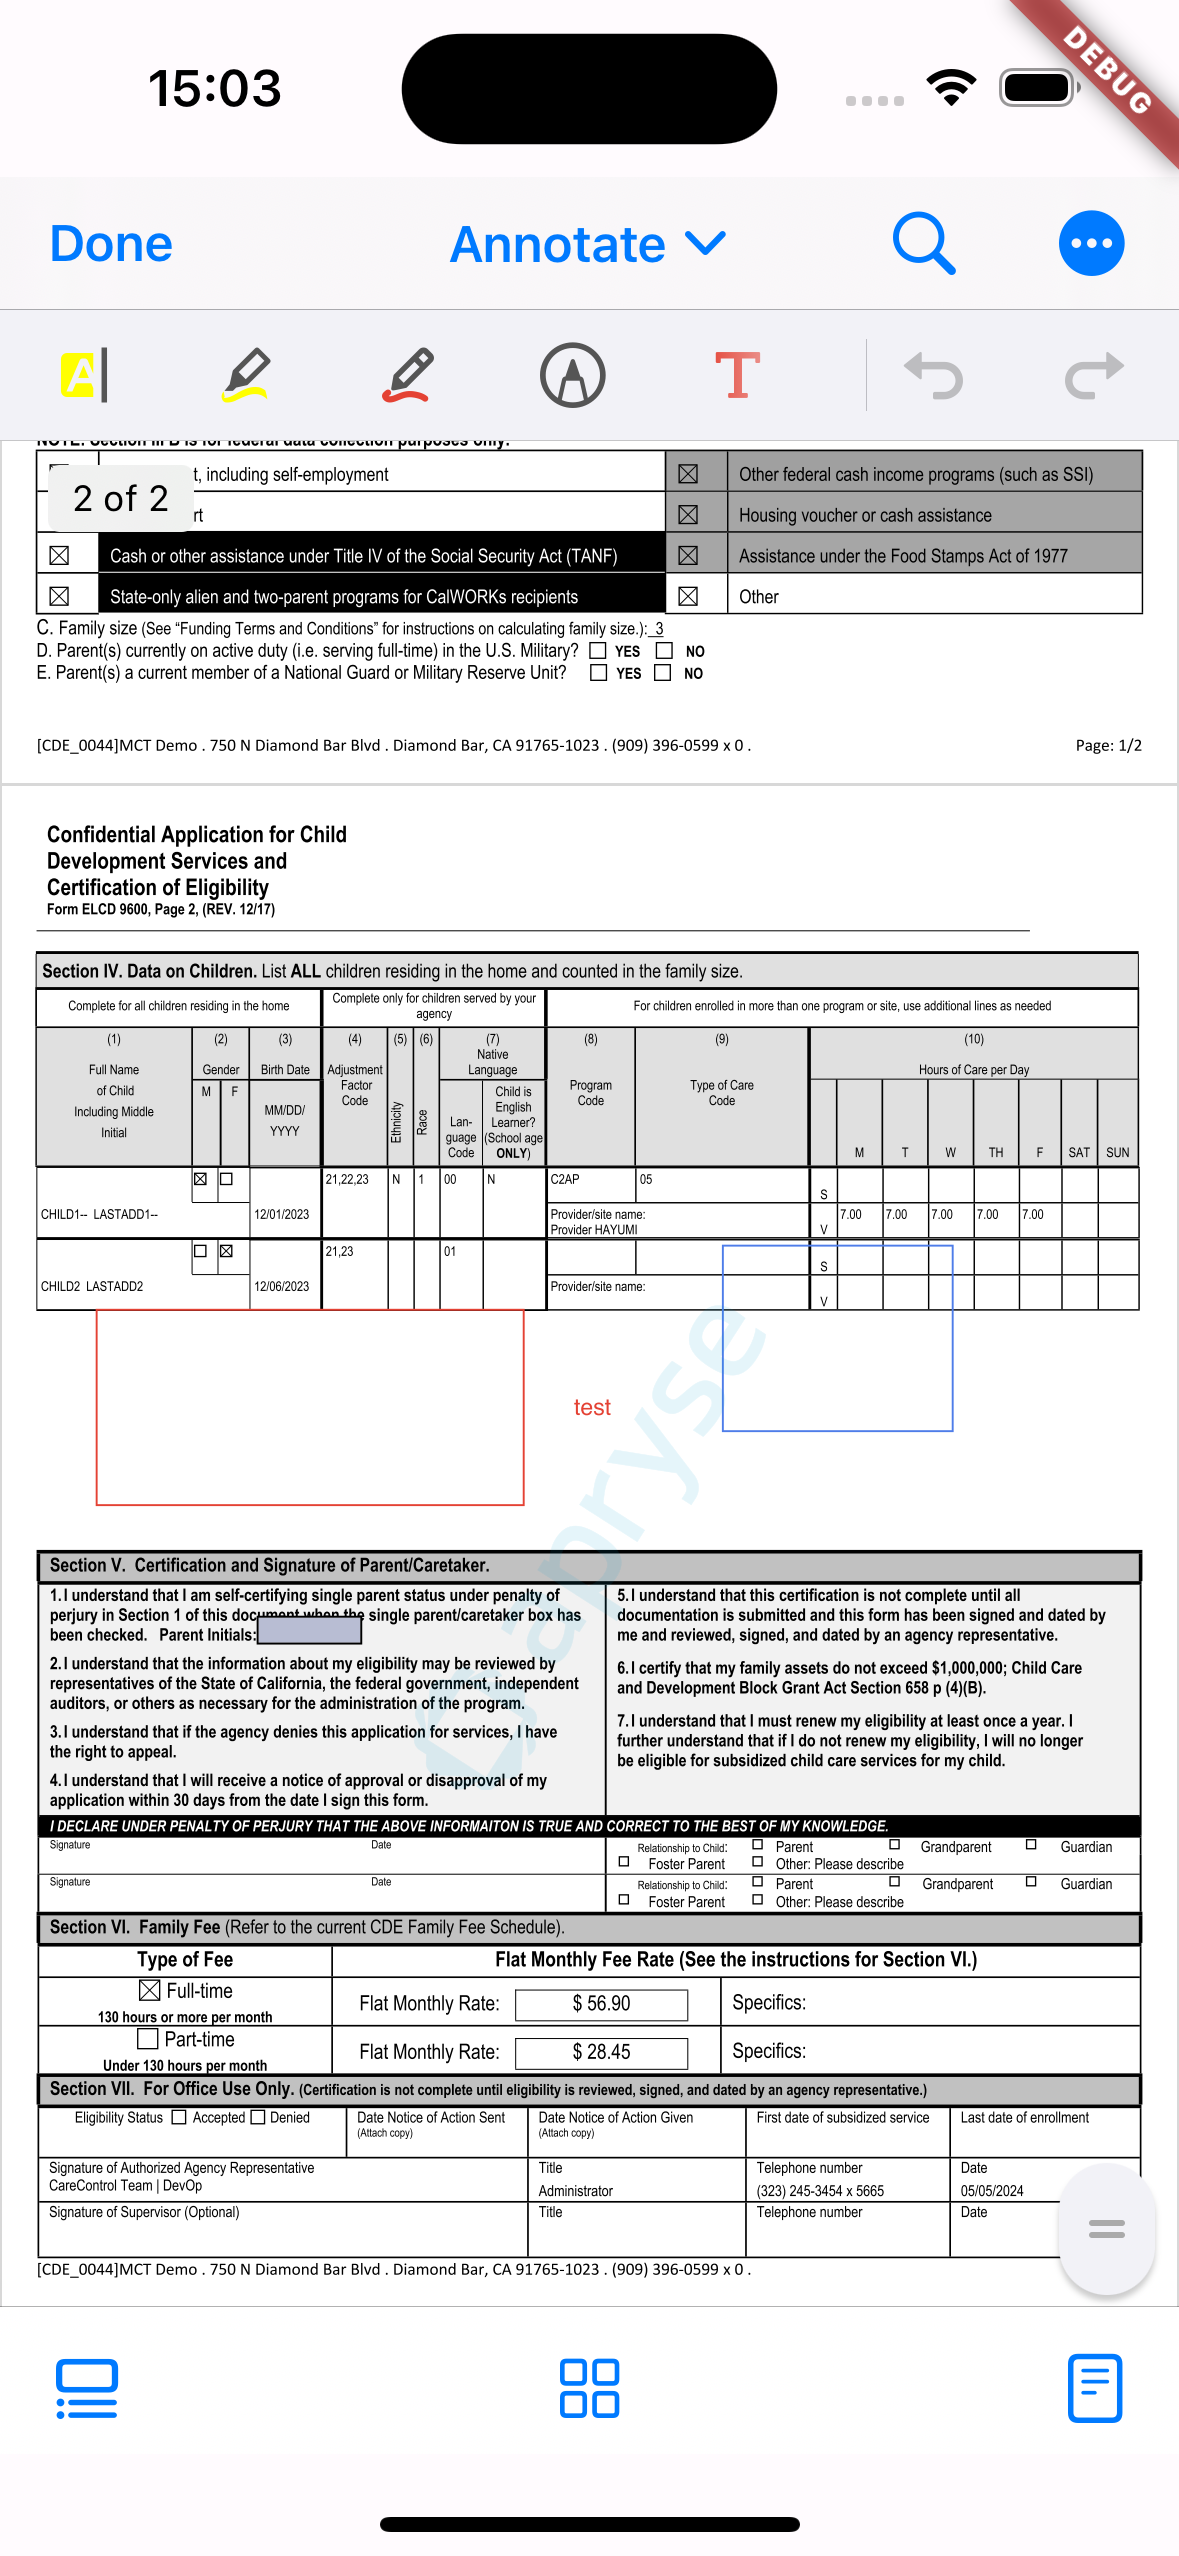 15:03
DEBUG
Done
Annotate
A
T
NOTE: Section III B is for federal data collection purposes only.
t, including self-employment
Other federal cash income programs (such as SSI)
2 of 2
rt
Housing voucher or cash assistance
Cash or other assistance under Title IV of the Social Security Act (TANF)
Assistance under the Food Stamps Act of 1977
State-only alien and two-parent programs for CalWORKs recipients
Other
C. Family size (See “Funding Terms and Conditions” for instructions on calculating family size.): 3
D. Parent(s) currently on active duty (i.e. serving full-time) in the U.S. Military? YES NO
E. Parent(s) a current member of a National Guard or Military Reserve Unit? YES NO
[CDE_0044]MCT Demo . 750 N Diamond Bar Blvd . Diamond Bar, CA 91765-1023 . (909) 396-0599 x 0 .
Page: 1/2
Confidential Application for Child
Development Services and
Certification of Eligibility
Form ELCD 9600, Page 2, (REV. 12/17)
Section IV. Data on Children. List ALL children residing in the home and counted in the family size.
Complete for all children residing in the home
Complete only for children served by your
agency
For children enrolled in more than one program or site, use additional lines as needed
(1)
Full Name
of Child
Including Middle
Initial
(2)
Gender
M F
(3)
Birth Date
MM/DD/
YYYY
(4)
Adjustment
Factor
Code
(5)
Ethnicity
(6)
Race
(7)
Native
Language
Lan-
guage
Code
Child is
English
Learner?
(School age
ONLY)
(8)
Program
Code
(9)
Type of Care
Code
(10)
Hours of Care per Day
M T W TH F SAT SUN
21,22,23 N 1 00 N C2AP 05
S
CHILD1-- LASTADD1-- 12/01/2023
Provider/site name:
Provider HAYUMI
V 7.00 7.00 7.00 7.00 7.00
21,23 01
S
CHILD2 LASTADD2 12/06/2023
Provider/site name:
V
test
apryse
Section V. Certification and Signature of Parent/Caretaker.
1. I understand that I am self-certifying single parent status under penalty of
perjury in Section 1 of this document when the single parent/caretaker box has
been checked. Parent Initials:
2. I understand that the information about my eligibility may be reviewed by
representatives of the State of California, the federal government, independent
auditors, or others as necessary for the administration of the program.
3. I understand that if the agency denies this application for services, I have
the right to appeal.
4. I understand that I will receive a notice of approval or disapproval of my
application within 30 days from the date I sign this form.
5. I understand that this certification is not complete until all
documentation is submitted and this form has been signed and dated by
me and reviewed, signed, and dated by an agency representative.
6. I certify that my family assets do not exceed $1,000,000; Child Care
and Development Block Grant Act Section 658 p (4)(B).
7. I understand that I must renew my eligibility at least once a year. I
further understand that if I do not renew my eligibility, I will no longer
be eligible for subsidized child care services for my child.
I DECLARE UNDER PENALTY OF PERJURY THAT THE ABOVE INFORMAITON IS TRUE AND CORRECT TO THE BEST OF MY KNOWLEDGE.
Signature Date
Relationship to Child: Parent Grandparent Guardian
Foster Parent Other: Please describe
Signature Date
Relationship to Child: Parent Grandparent Guardian
Foster Parent Other: Please describe
Section VI. Family Fee (Refer to the current CDE Family Fee Schedule).
Type of Fee
Flat Monthly Fee Rate (See the instructions for Section VI.)
Full-time
130 hours or more per month
Flat Monthly Rate: $ 56.90 Specifics:
Part-time
Under 130 hours per month
Flat Monthly Rate: $ 28.45 Specifics:
Section VII. For Office Use Only. (Certification is not complete until eligibility is reviewed, signed, and dated by an agency representative.)
Eligibility Status Accepted Denied
Date Notice of Action Sent
(Attach copy)
Date Notice of Action Given
(Attach copy)
First date of subsidized service
Last date of enrollment
Signature of Authorized Agency Representative
CareControl Team | DevOp
Title
Administrator
Telephone number
(323) 245-3454 x 5665
Date
05/05/2024
Signature of Supervisor (Optional)
Title
Telephone number
Date
[CDE_0044]MCT Demo . 750 N Diamond Bar Blvd . Diamond Bar, CA 91765-1023 . (909) 396-0599 x 0 .